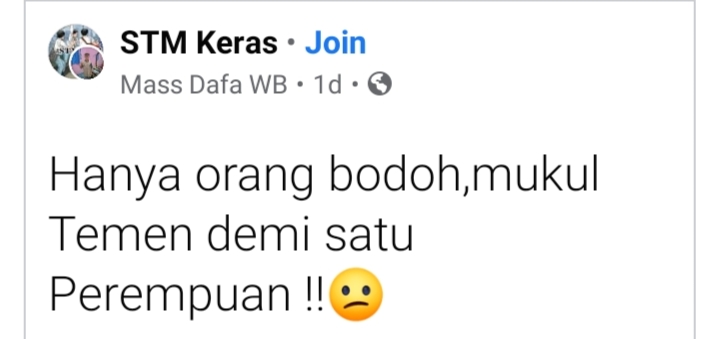 STM Keras • Join
Mass Dafa WB • 1d •
Hanya orang bodoh,mukul
Temen demi satu
Perempuan !!😕